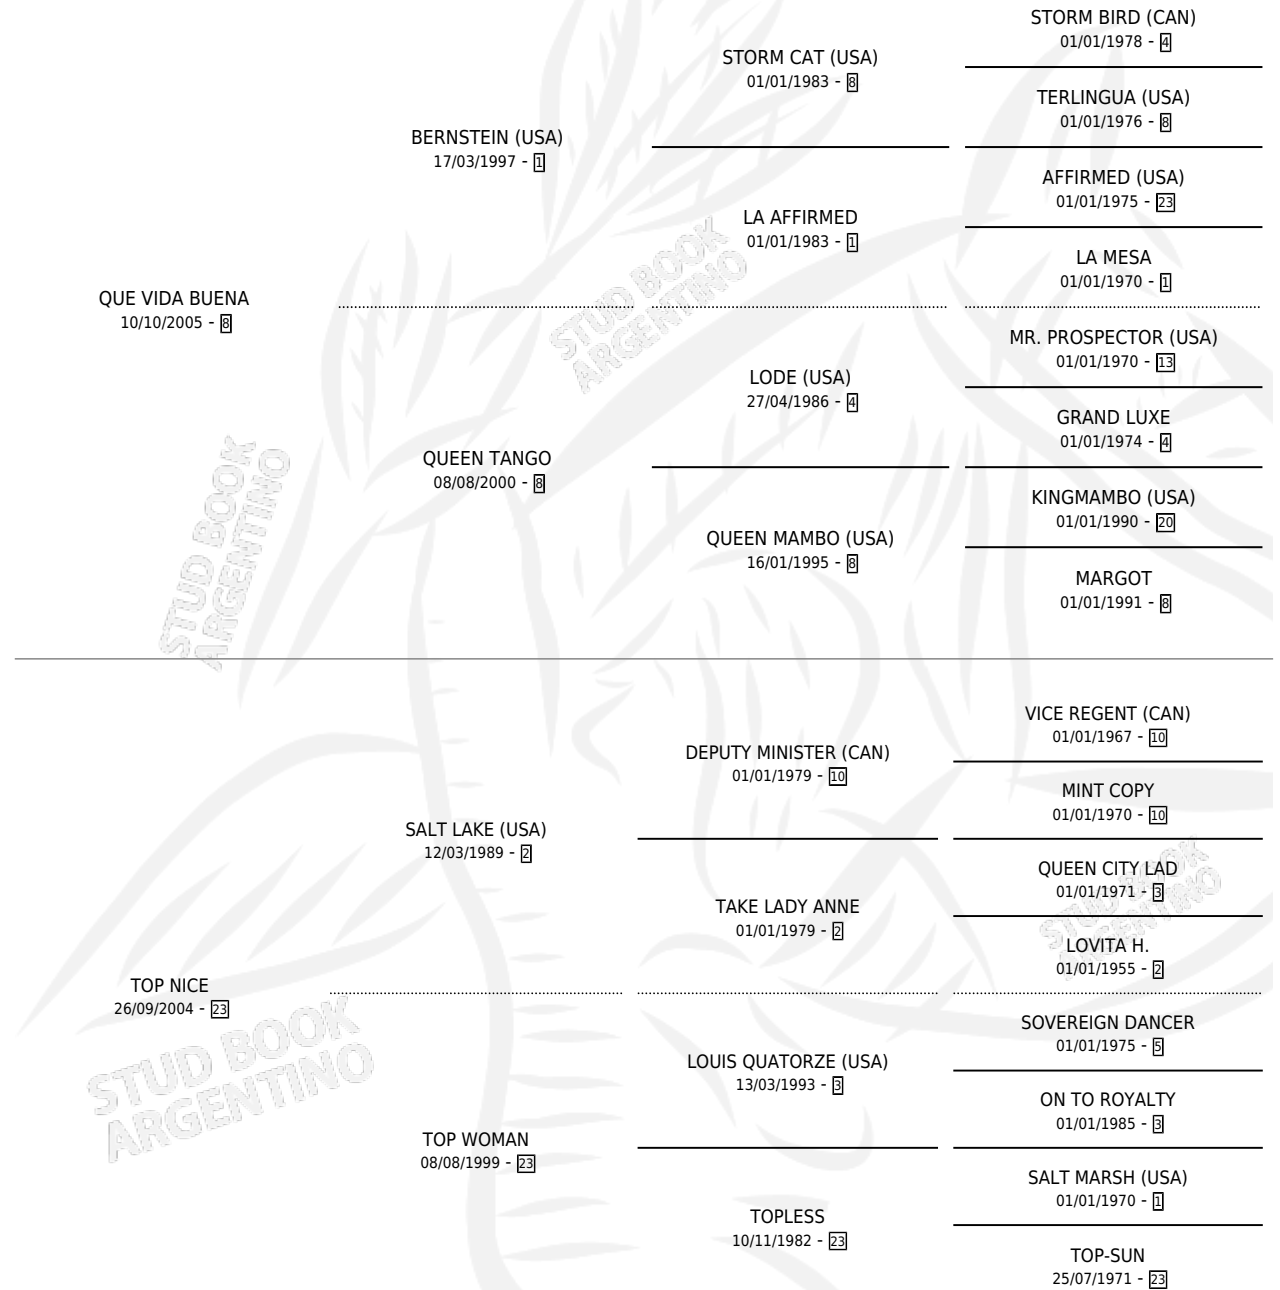 STORM BIRD (CAN)
01/01/1978 - 4
STORM CAT (USA)
01/01/1983 - 8
TERLINGUA (USA)
01/01/1976 - 8
BERNSTEIN (USA)
17/03/1997 - 1
AFFIRMED (USA)
01/01/1975 - 23
LA AFFIRMED
01/01/1983 - 1
LA MESA
01/01/1970 - 1
QUE VIDA BUENA
10/10/2005 - 8
MR. PROSPECTOR (USA)
01/01/1970 - 13
LODE (USA)
27/04/1986 - 4
GRAND LUXE
01/01/1974 - 4
QUEEN TANGO
08/08/2000 - 8
KINGMAMBO (USA)
01/01/1990 - 20
QUEEN MAMBO (USA)
16/01/1995 - 8
MARGOT
01/01/1991 - 8
VICE REGENT (CAN)
01/01/1967 - 10
DEPUTY MINISTER (CAN)
01/01/1979 - 10
MINT COPY
01/01/1970 - 10
SALT LAKE (USA)
12/03/1989 - 2
QUEEN CITY LAD
01/01/1971 - 3
TAKE LADY ANNE
01/01/1979 - 2
LOVITA H.
01/01/1955 - 2
TOP NICE
26/09/2004 - 23
SOVEREIGN DANCER
01/01/1975 - 5
LOUIS QUATORZE (USA)
13/03/1993 - 3
ON TO ROYALTY
01/01/1985 - 3
TOP WOMAN
08/08/1999 - 23
SALT MARSH (USA)
01/01/1970 - 1
TOPLESS
10/11/1982 - 23
TOP-SUN
25/07/1971 - 23
STUD BOOK
ARGENTINO
STUD BOOK
ARGENTINO
STUD BOOK
ARGENTINO
STUD BOOK
ARGENTINO